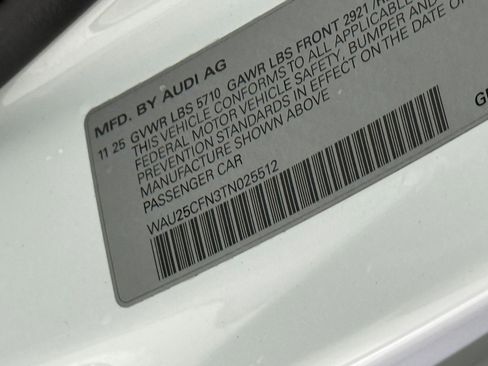 MFD. BY AUDI AG
11 25 GVWR LBS 5710 GAWR LBS FRONT 2921
THIS VEHICLE CONFORMS TO ALL APPLICABLE
FEDERAL MOTOR VEHICLE SAFETY, BUMPER AND
PREVENTION STANDARDS IN EFFECT ON THE DATE OF
MANUFACTURE SHOWN ABOVE
PASSENGER CAR
WAU25CFN3TN025512